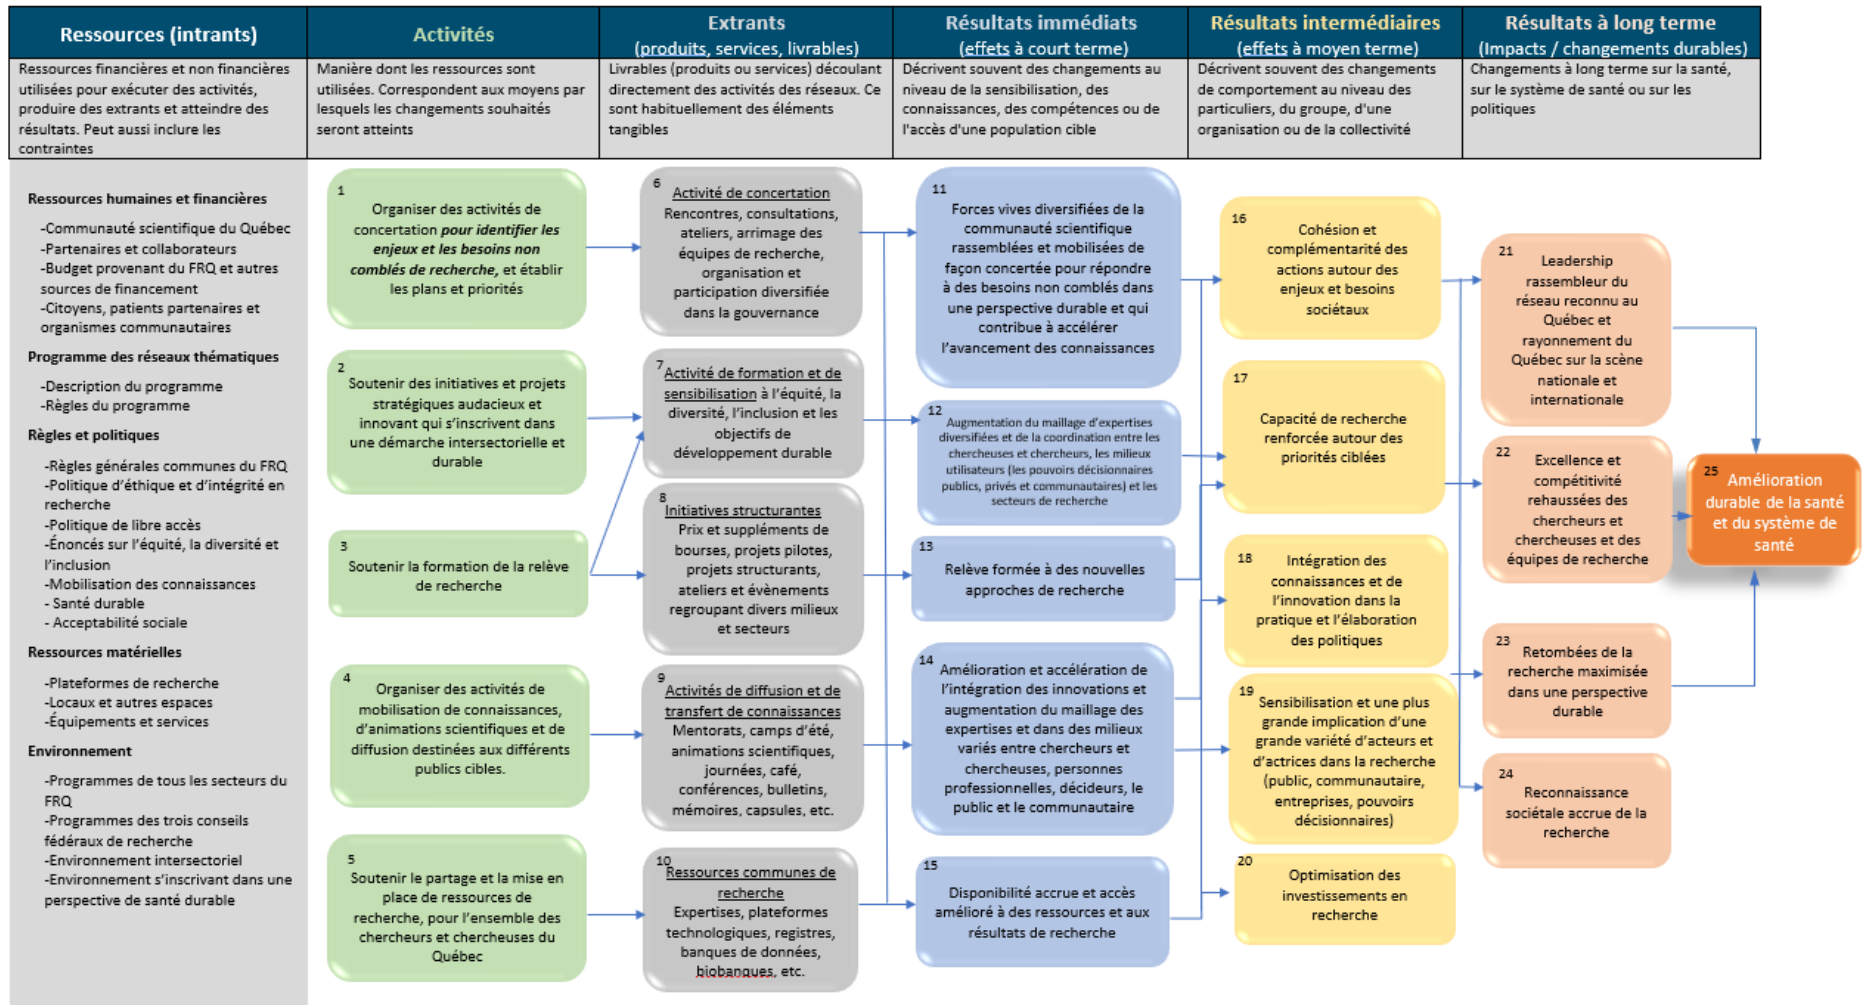 Ressources (intrants)
Activités
Extrants
(produits, services, livrables)
Résultats immédiats
(effets à court terme)
Résultats intermédiaires
(effets à moyen terme)
Résultats à long terme
(Impacts / changements durables)
Ressources financières et non financières
utilisées pour exécuter des activités,
produire des extrants et atteindre des
résultats. Peut aussi inclure les
contraintes
Manière dont les ressources sont
utilisées. Correspondent aux moyens par
lesquels les changements souhaités
seront atteints
Livrables (produits ou services) découlant
directement des activités des réseaux. Ce
sont habituellement des éléments
tangibles
Décrivent souvent des changements au
niveau de la sensibilisation, des
connaissances, des compétences ou de
l'accès d'une population cible
Décrivent souvent des changements
de comportement au niveau des
particuliers, du groupe, d'une
organisation ou de la collectivité
Changements à long terme sur la santé,
sur le système de santé ou sur les
politiques
Ressources humaines et financières
-Communauté scientifique du Québec
-Partenaires et collaborateurs
-Budget provenant du FRQ et autres
sources de financement
-Citoyens, patients partenaires et
organismes communautaires
Programme des réseaux thématiques
-Description du programme
-Règles du programme
Règles et politiques
-Règles générales communes du FRQ
-Politique d'éthique et d'intégrité en
recherche
-Politique de libre accès
-Énoncés sur l'équité, la diversité et
l'inclusion
-Mobilisation des connaissances
- Santé durable
- Acceptabilité sociale
Ressources matérielles
-Plateformes de recherche
-Locaux et autres espaces
-Équipements et services
Environnement
-Programmes de tous les secteurs du
FRQ
-Programmes des trois conseils
fédéraux de recherche
-Environnement intersectoriel
-Environnement s'inscrivant dans une
perspective de santé durable
1
Organiser des activités de
concertation pour identifier les
enjeux et les besoins non
comblés de recherche, et établir
les plans et priorités
2
Soutenir des initiatives et projets
stratégiques audacieux et
innovant qui s'inscrivent dans
une démarche intersectorielle et
durable
3
Soutenir la formation de la relève
de recherche
4
Organiser des activités de
mobilisation de connaissances,
d'animations scientifiques et de
diffusion destinées aux différents
publics cibles.
5
Soutenir le partage et la mise en
place de ressources de
recherche, pour l'ensemble des
chercheurs et chercheuses du
Québec
6
Activité de concertation
Rencontres, consultations,
ateliers, arrimage des
équipes de recherche,
organisation et
participation diversifiée
dans la gouvernance
7
Activité de formation et de
sensibilisation à l'équité, la
diversité, l'inclusion et les
objectifs de
développement durable
8
Initiatives structurantes
Prix et suppléments de
bourses, projets pilotes,
projets structurants,
ateliers et évènements
regroupant divers milieux
et secteurs
9
Activités de diffusion et de
transfert de connaissances
Mentorats, camps d'été,
animations scientifiques,
journées, café,
conférences, bulletins,
mémoires, capsules, etc.
10
Ressources communes de
recherche
Expertises, plateformes
technologiques, registres,
banques de données,
biobanques, etc.
11
Forces vives diversifiées de la
communauté scientifique
rassemblées et mobilisées de
façon concertée pour répondre
à des besoins non comblés dans
une perspective durable et qui
contribue à accélérer
l'avancement des connaissances
12
Augmentation du maillage d'expertises
diversifiées et de la coordination entre les
chercheuses et chercheurs, les milieux
utilisateurs (les pouvoirs décisionnaires
publics, privés et communautaires) et les
secteurs de recherche
13
Relève formée à des nouvelles
approches de recherche
14
Amélioration et accélération de
l'intégration des innovations et
augmentation du maillage des
expertises et dans des milieux
variés entre chercheurs et
chercheuses, personnes
professionnelles, décideurs, le
public et le communautaire
15
Disponibilité accrue et accès
amélioré à des ressources et aux
résultats de recherche
16
Cohésion et
complémentarité des
actions autour des
enjeux et besoins
sociétaux
17
Capacité de recherche
renforcée autour des
priorités ciblées
18
Intégration des
connaissances et de
l'innovation dans la
pratique et l'élaboration
des politiques
19
Sensibilisation et une plus
grande implication d'une
grande variété d'acteurs et
d'actrices dans la recherche
(public, communautaire,
entreprises, pouvoirs
décisionnaires)
20
Optimisation des
investissements en
recherche
21
Leadership
rassembleur du
réseau reconnu au
Québec et
rayonnement du
Québec sur la scène
nationale et
internationale
22
Excellence et
compétitivité
rehaussées des
chercheurs et
chercheuses et des
équipes de recherche
23
Retombées de la
recherche maximisée
dans une perspective
durable
24
Reconnaissance
sociétale accrue de la
recherche
25
Amélioration
durable de la santé
et du système de
santé